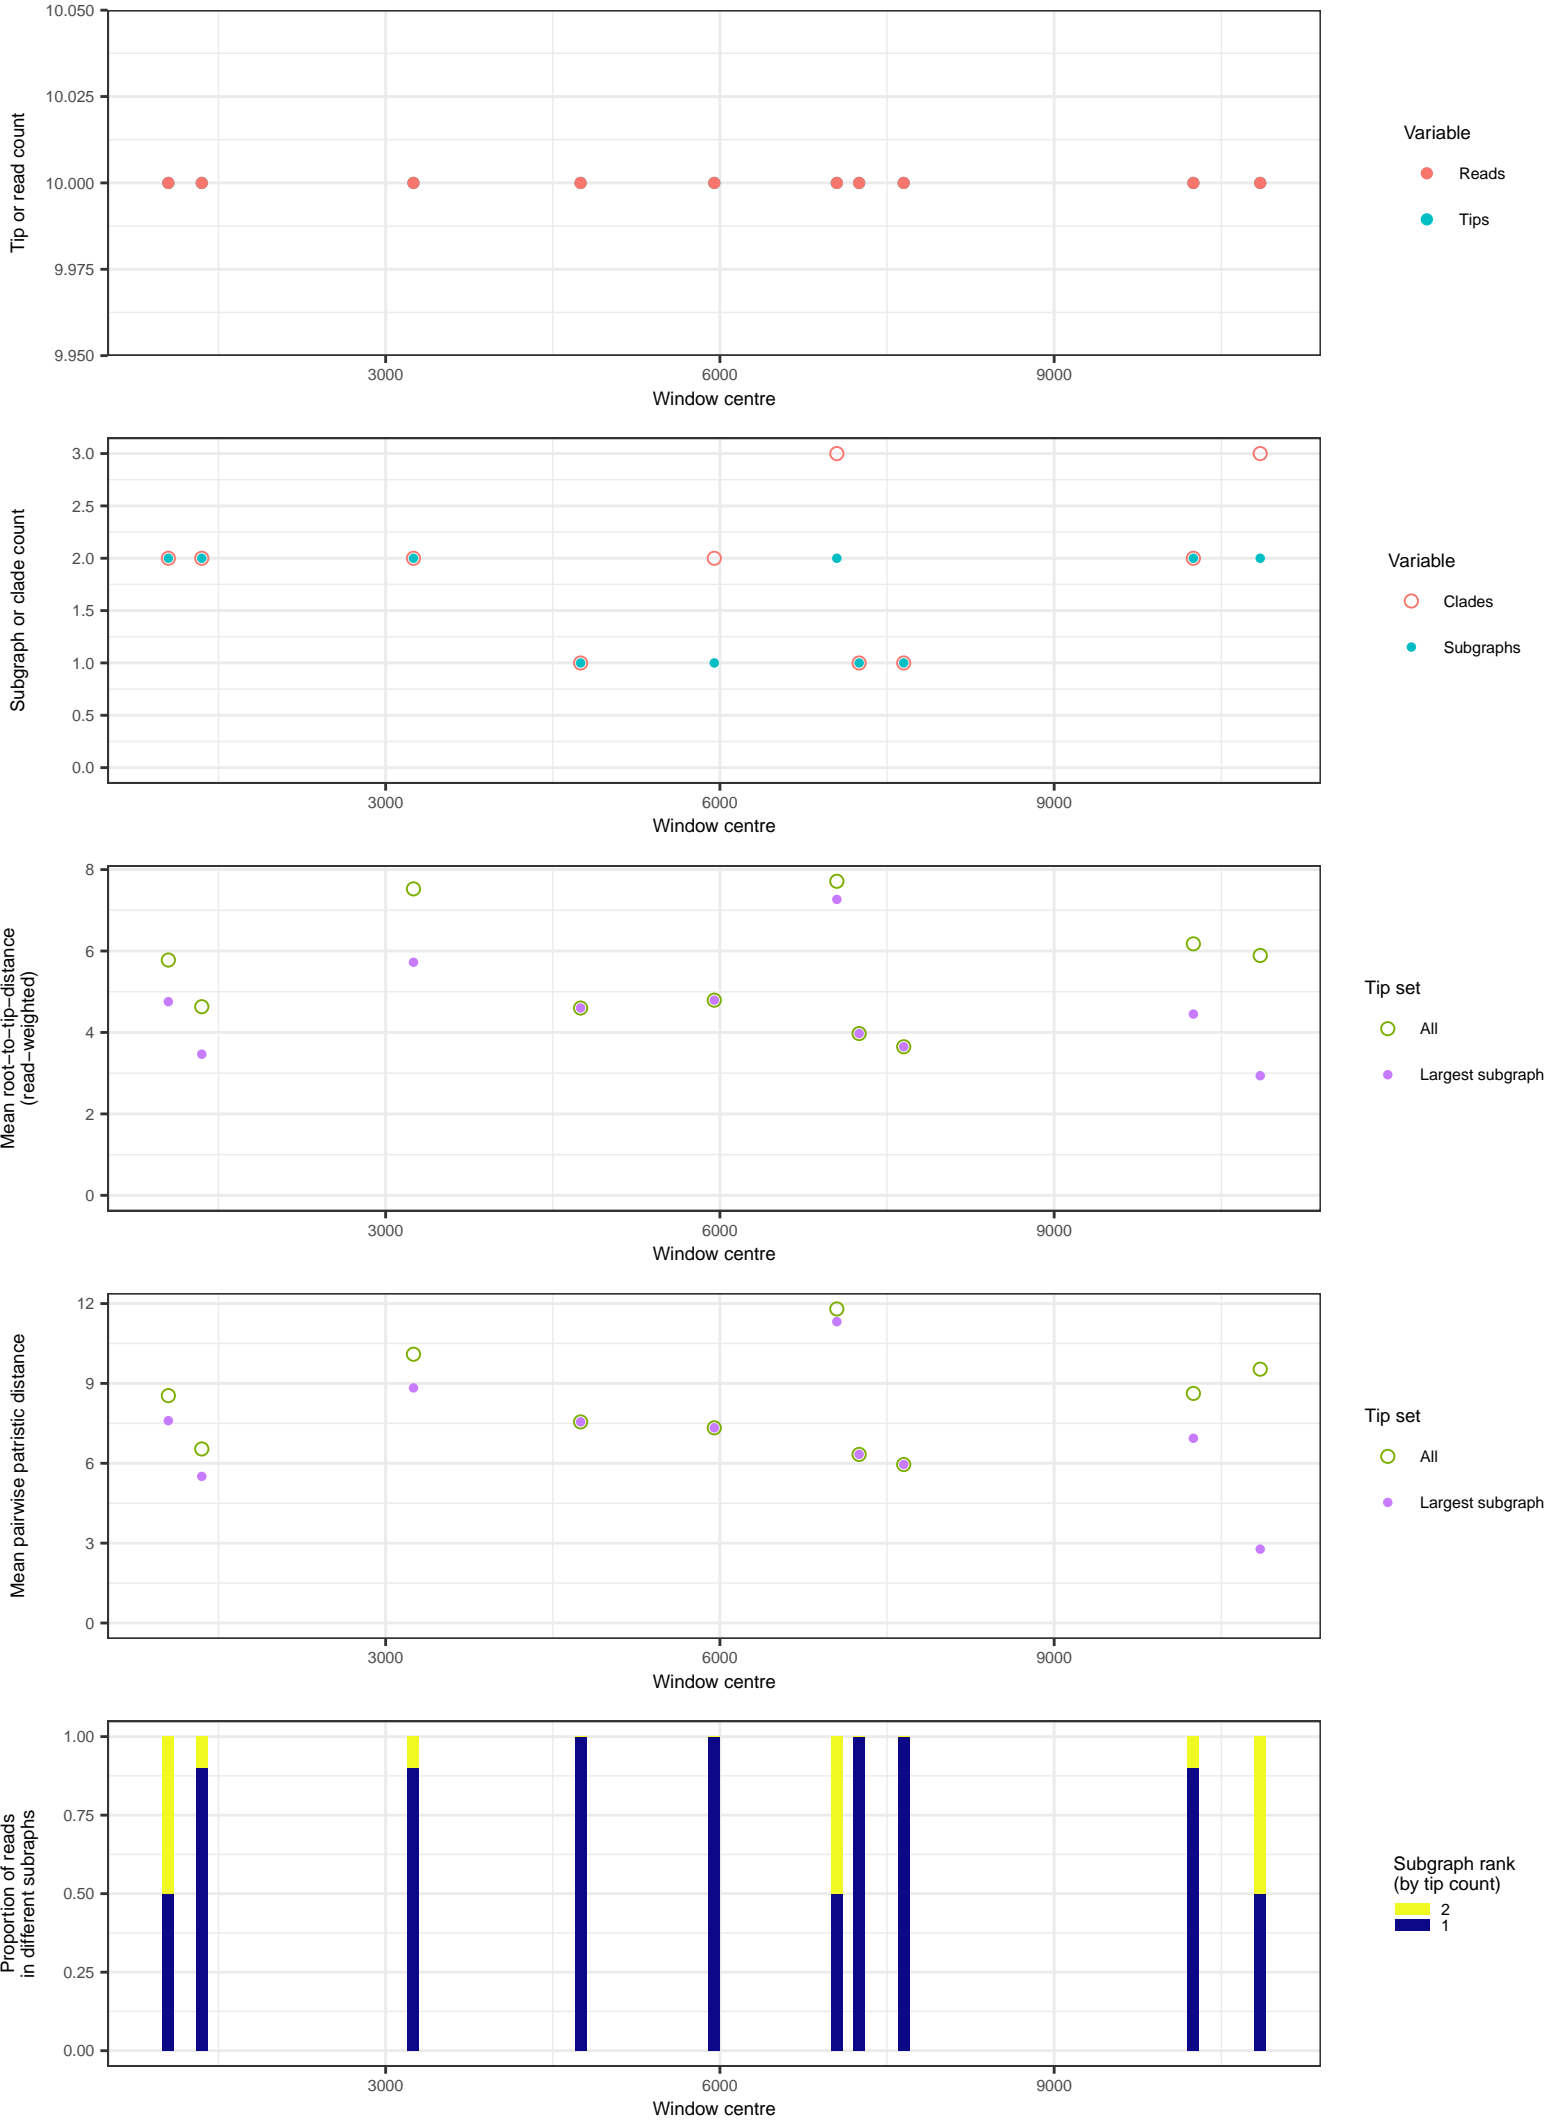 10.050
10.025
10.000
9.975
9.950
Tip or read count
3000
6000
9000
Window centre
Variable
Reads
Tips
3.0
2.5
2.0
1.5
1.0
0.5
0.0
Subgraph or clade count
3000
6000
9000
Window centre
Variable
Clades
Subgraphs
8
6
4
2
0
Mean root−to−tip−distance
(read−weighted)
3000
6000
9000
Window centre
Tip set
All
Largest subgraph
12
9
6
3
0
Mean pairwise patristic distance
3000
6000
9000
Window centre
Tip set
All
Largest subgraph
1.00
0.75
0.50
0.25
0.00
Proportion of reads
in different subraphs
3000
6000
9000
Window centre
Subgraph rank
(by tip count)
2
1